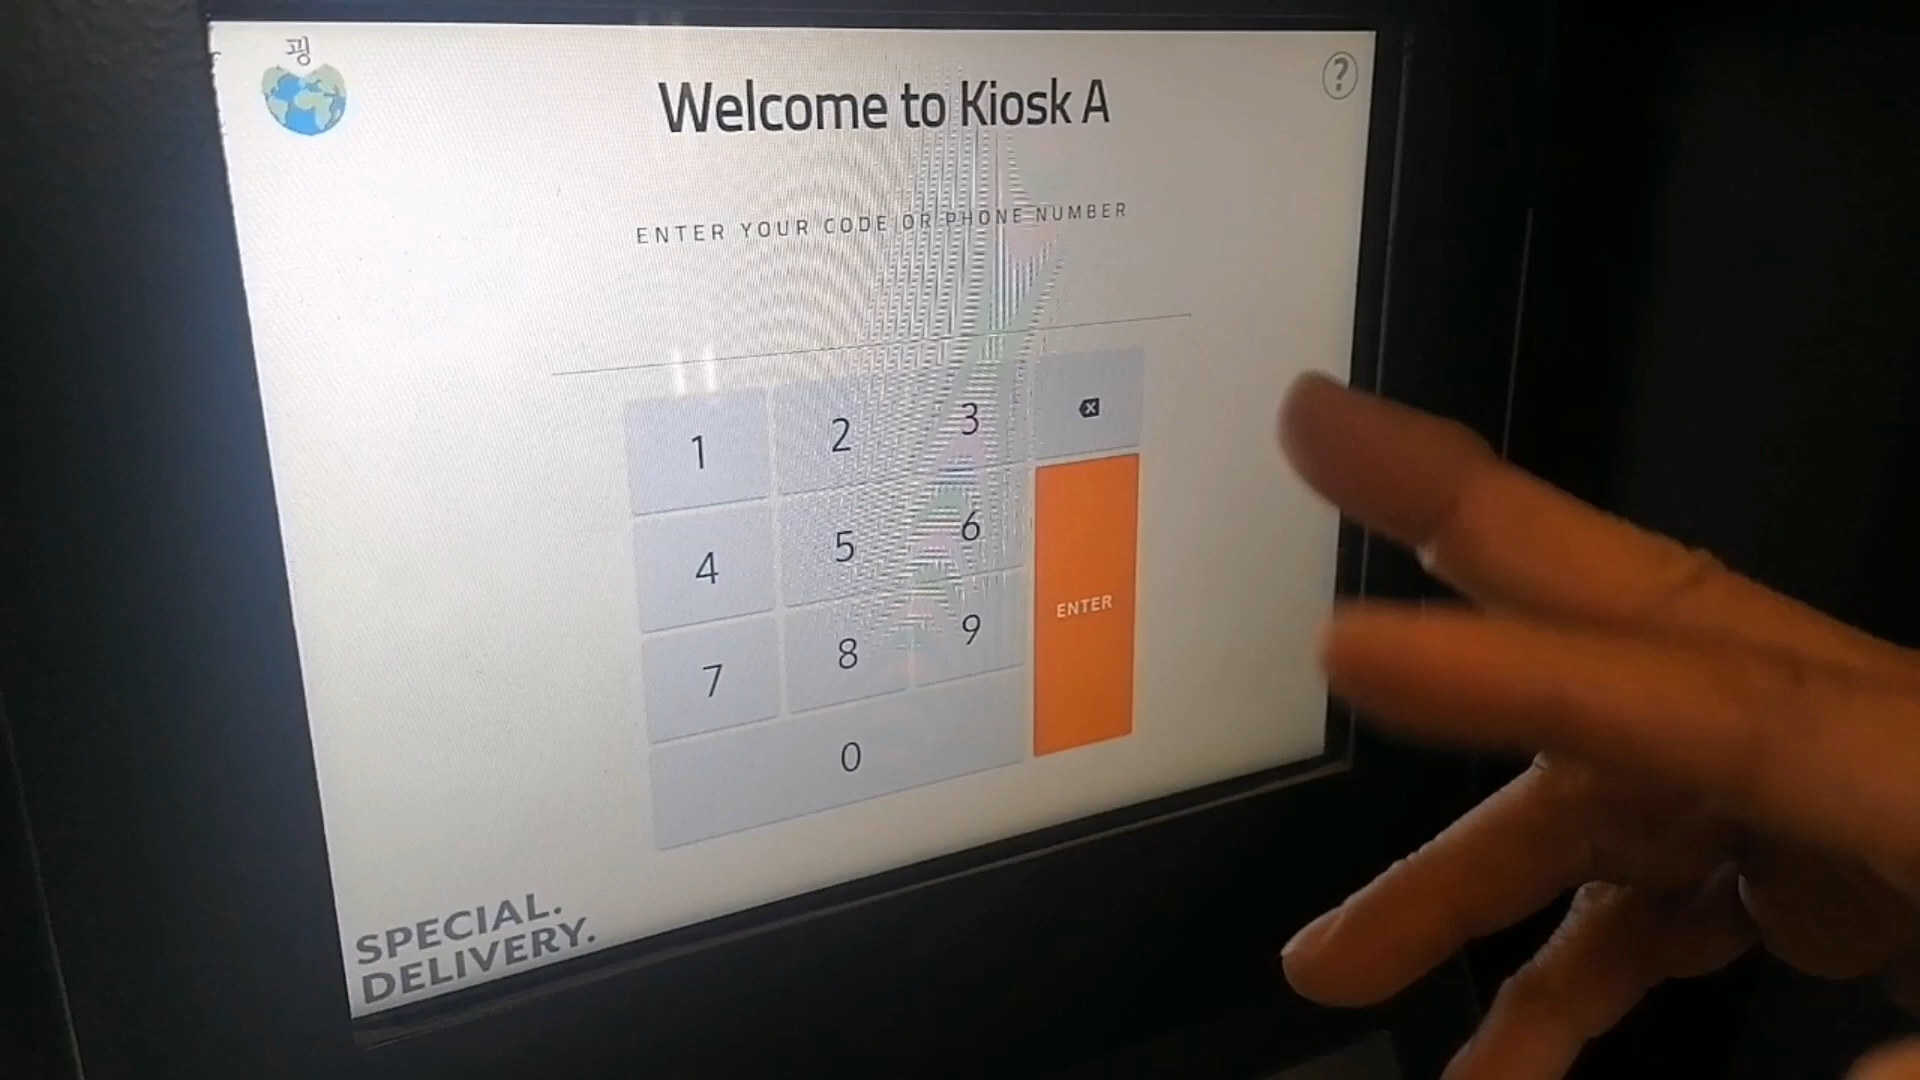 Welcome to Kiosk A
?
ENTER YOUR CODE OR PHONE NUMBER
1 2 3
4 5 6
7 8 9
0
ENTER
SPECIAL.
DELIVERY.